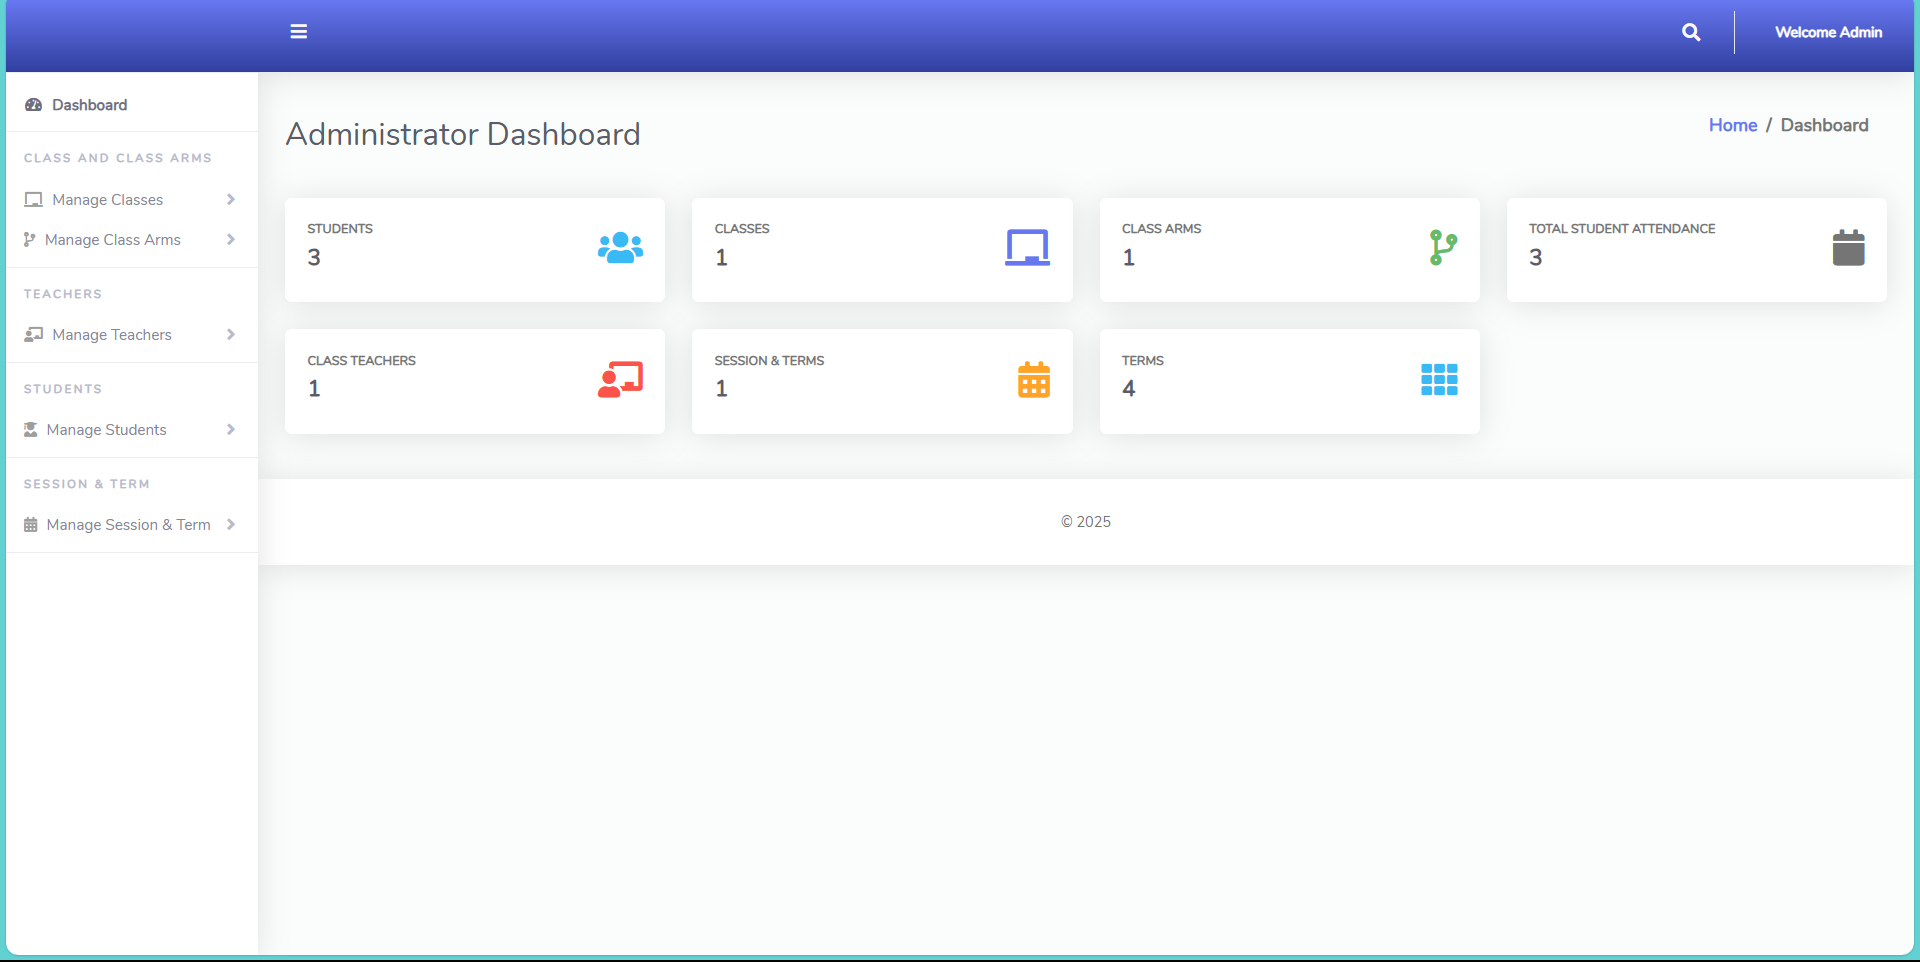 Welcome Admin
Dashboard
CLASS AND CLASS ARMS
Manage Classes
Manage Class Arms
TEACHERS
Manage Teachers
STUDENTS
Manage Students
SESSION & TERM
Manage Session & Term
Administrator Dashboard
Home / Dashboard
STUDENTS
3
CLASSES
1
CLASS ARMS
1
TOTAL STUDENT ATTENDANCE
3
CLASS TEACHERS
1
SESSION & TERMS
1
TERMS
4
© 2025